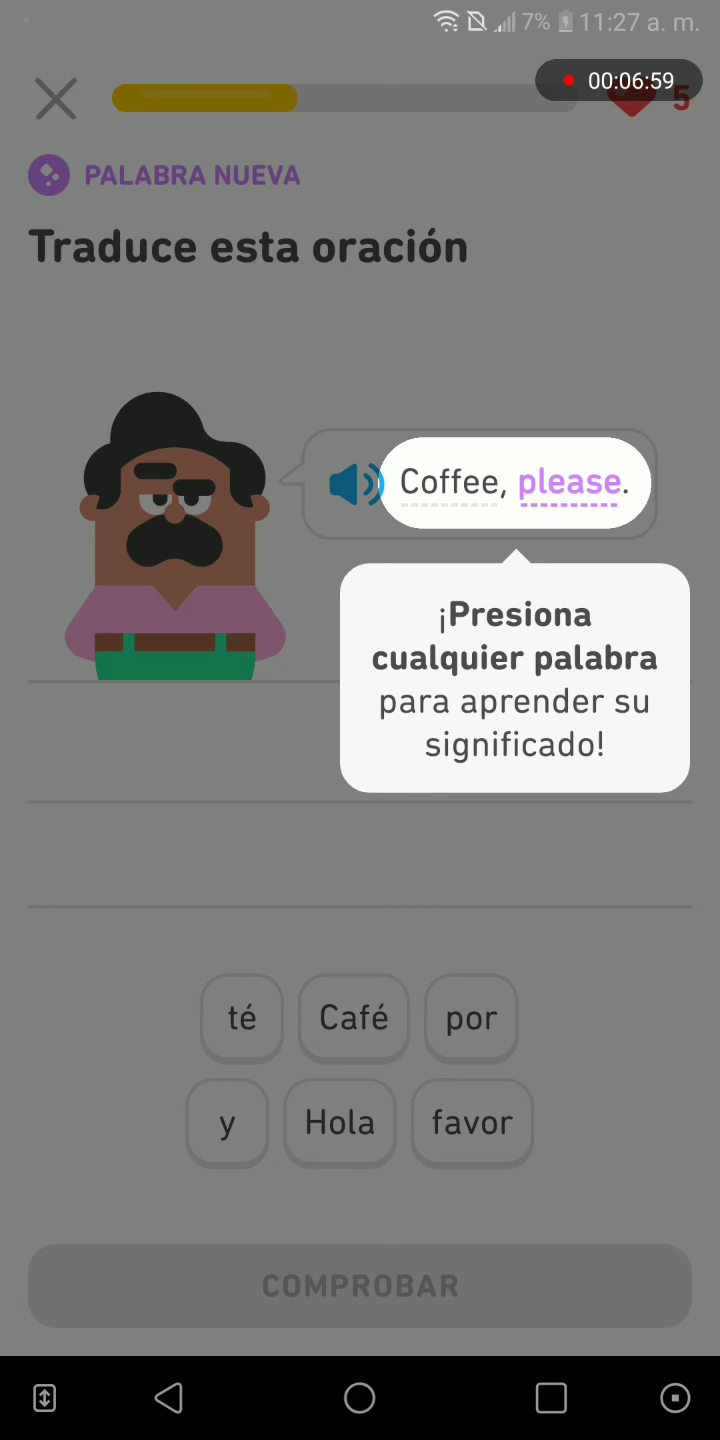 7% 11:27 a. m.
00:06:59
5
PALABRA NUEVA
Traduce esta oración
Coffee, please.
¡Presiona
cualquier palabra
para aprender su
significado!
té Café por
y Hola favor
COMPROBAR